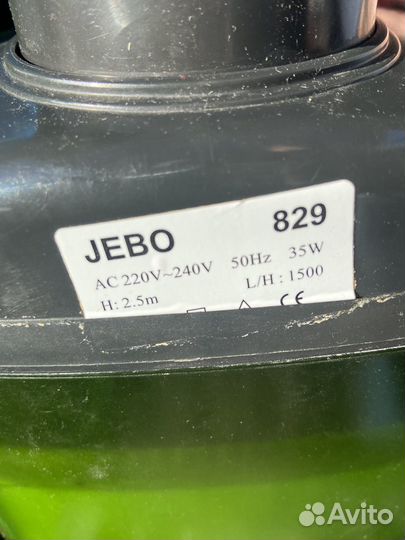 JEBO 829
AC 220V~240V 50Hz 35W
H: 2.5m L/H : 1500
CE
Avito